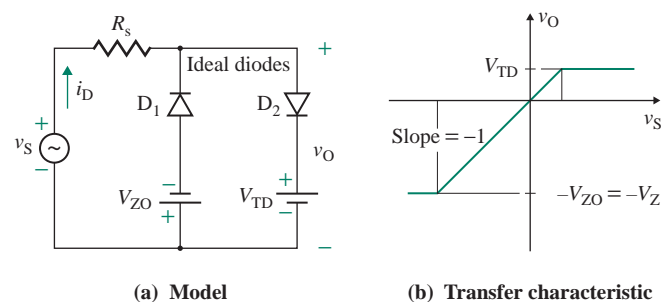 R_s
Ideal diodes
i_D
D_1
D_2
v_S
+
−
~
V_ZO
−
+
V_TD
+
−
+
v_O
−
(a) Model
v_O
V_TD
v_S
Slope = −1
−V_ZO = −V_Z
(b) Transfer characteristic